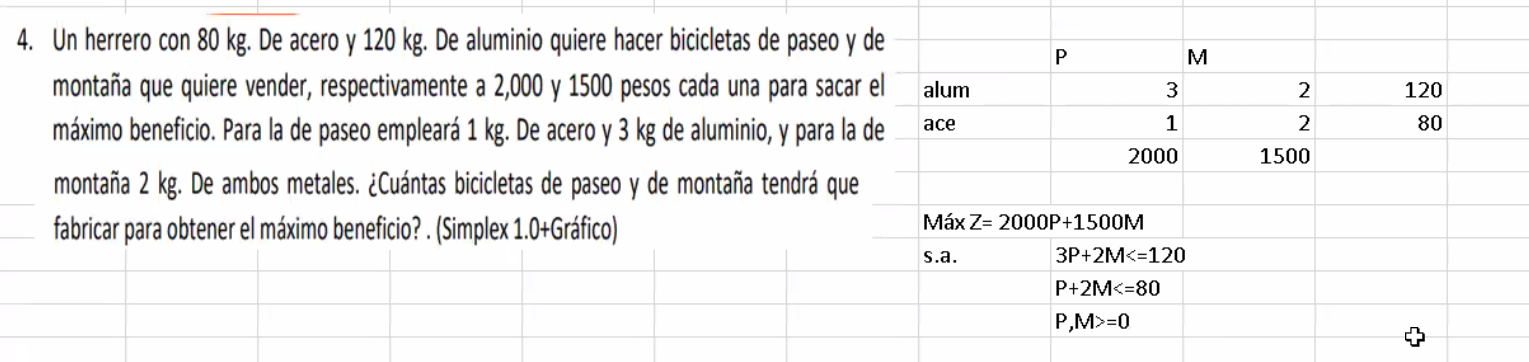 4. Un herrero con 80 kg. De acero y 120 kg. De aluminio quiere hacer bicicletas de paseo y de
montaña que quiere vender, respectivamente a 2,000 y 1500 pesos cada una para sacar el
máximo beneficio. Para la de paseo empleará 1 kg. De acero y 3 kg de aluminio, y para la de
montaña 2 kg. De ambos metales. ¿Cuántas bicicletas de paseo y de montaña tendrá que
fabricar para obtener el máximo beneficio? . (Simplex 1.0+Gráfico)
P M
alum 3 2 120
ace 1 2 80
2000 1500
Máx Z= 2000P+1500M
s.a. 3P+2M<=120
P+2M<=80
P,M>=0